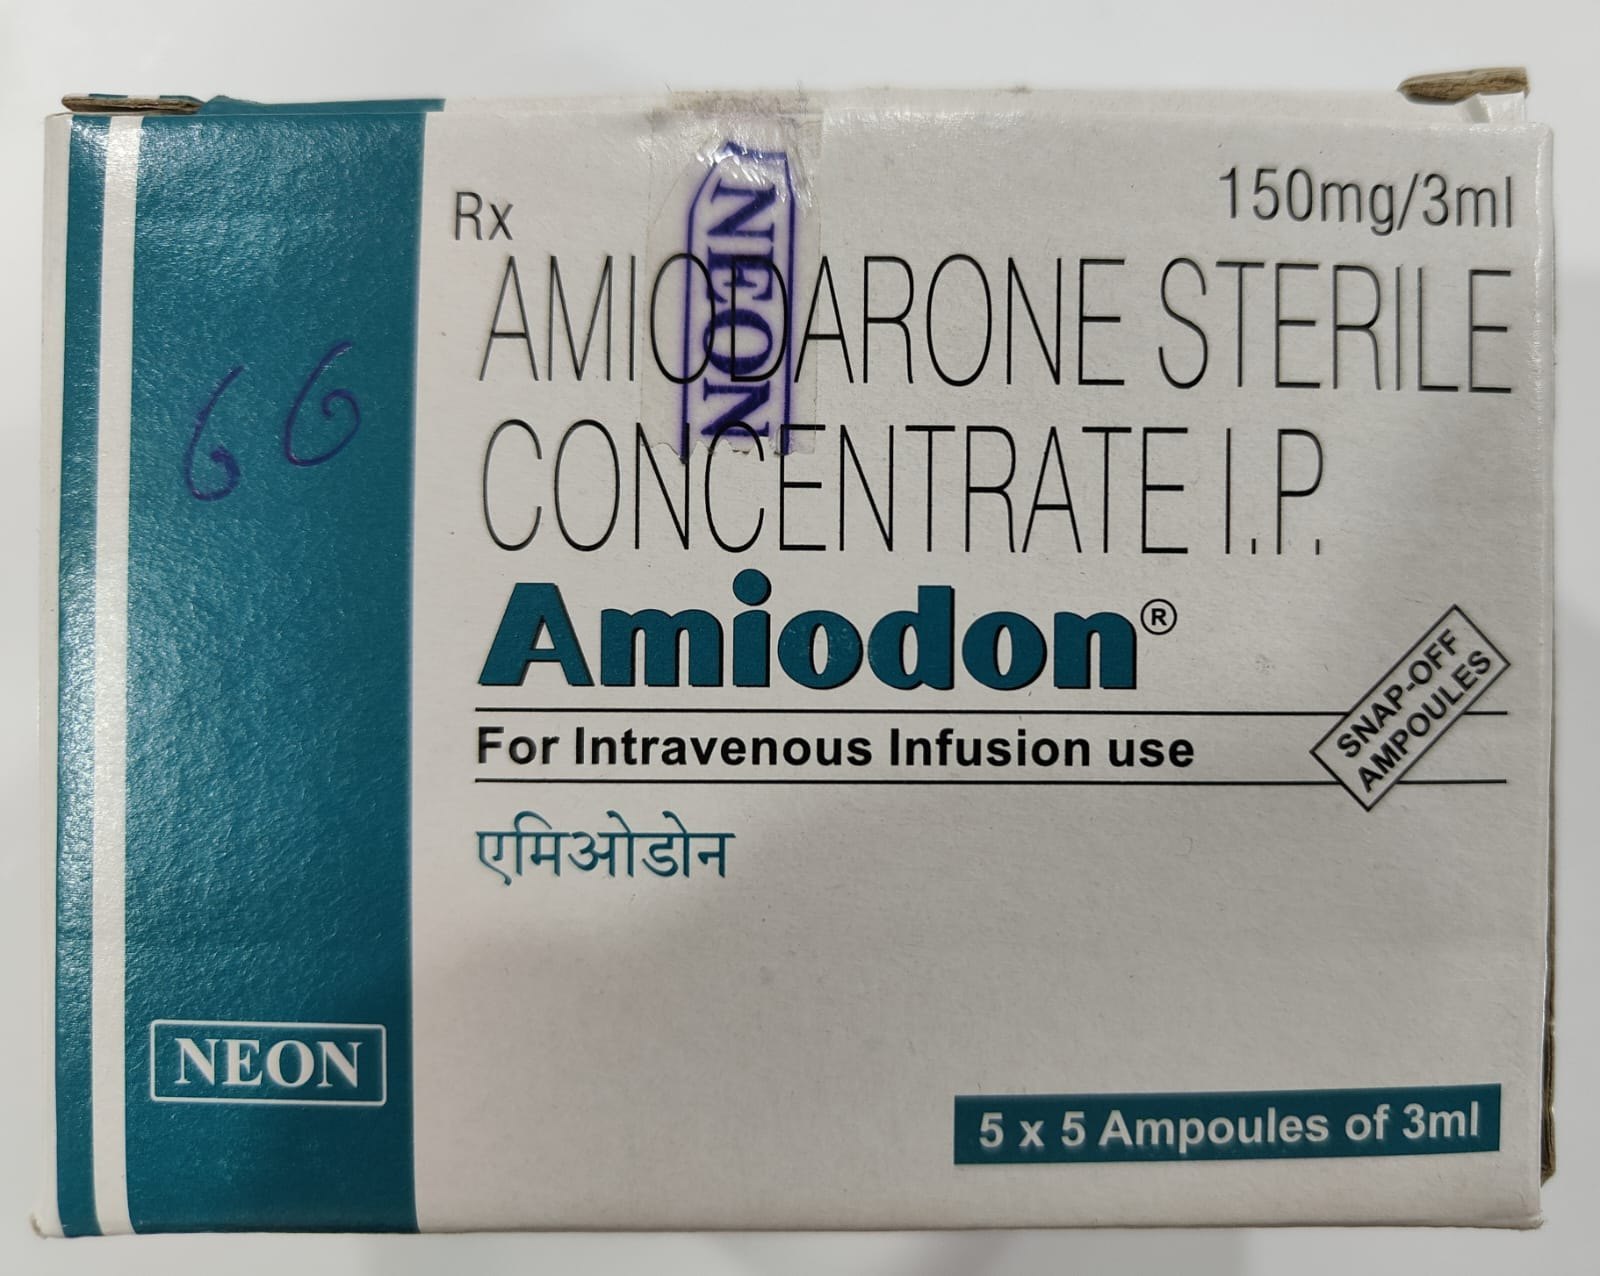 Rx
150mg/3ml
AMIODARONE STERILE
CONCENTRATE I.P.
NEON
66
Amiodon®
For Intravenous Infusion use
SNAP-OFF
AMPOULES
एमिओडोन
NEON
5 x 5 Ampoules of 3ml